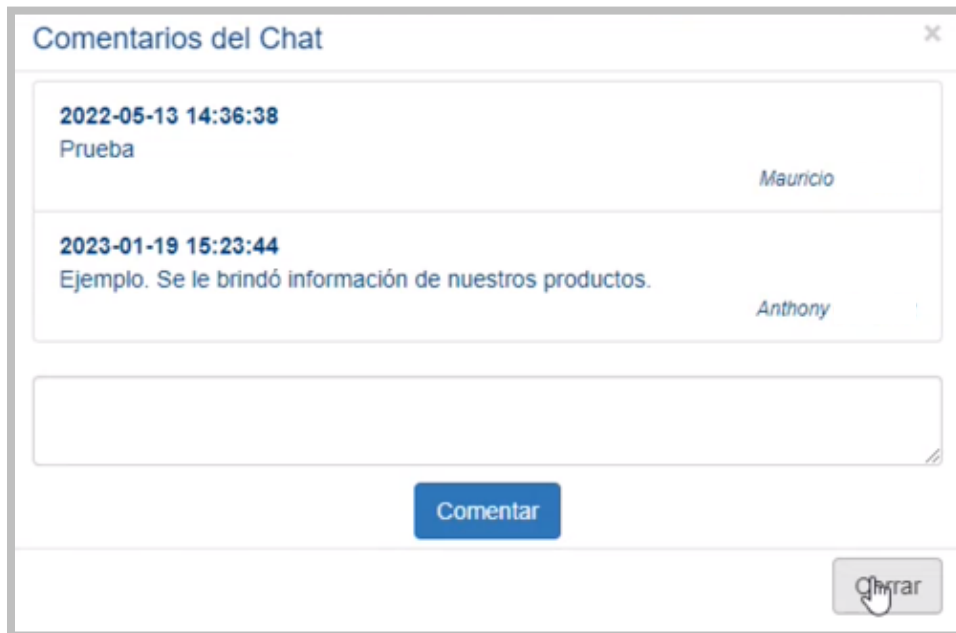 Comentarios del Chat
×
2022-05-13 14:36:38
Prueba
Mauricio
2023-01-19 15:23:44
Ejemplo. Se le brindó información de nuestros productos.
Anthony
Comentar
Cerrar